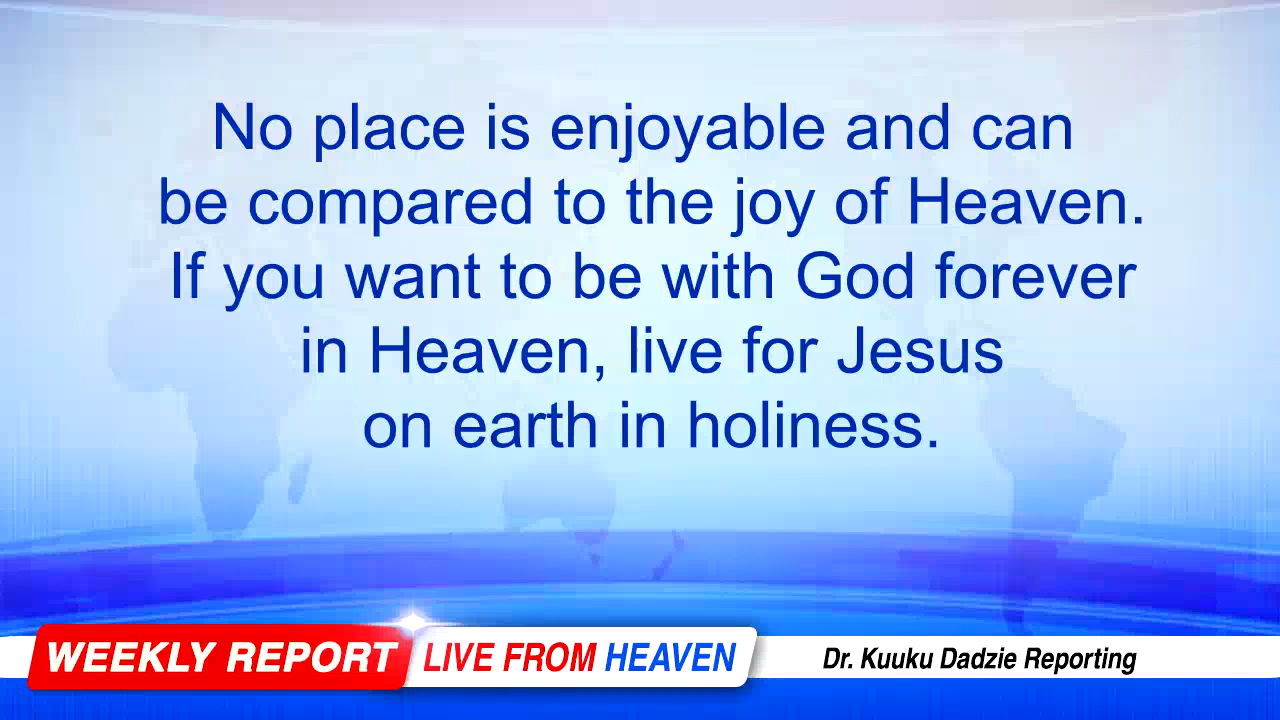 No place is enjoyable and can
be compared to the joy of Heaven.
If you want to be with God forever
in Heaven, live for Jesus
on earth in holiness.
WEEKLY REPORT LIVE FROM HEAVEN Dr. Kuuku Dadzie Reporting